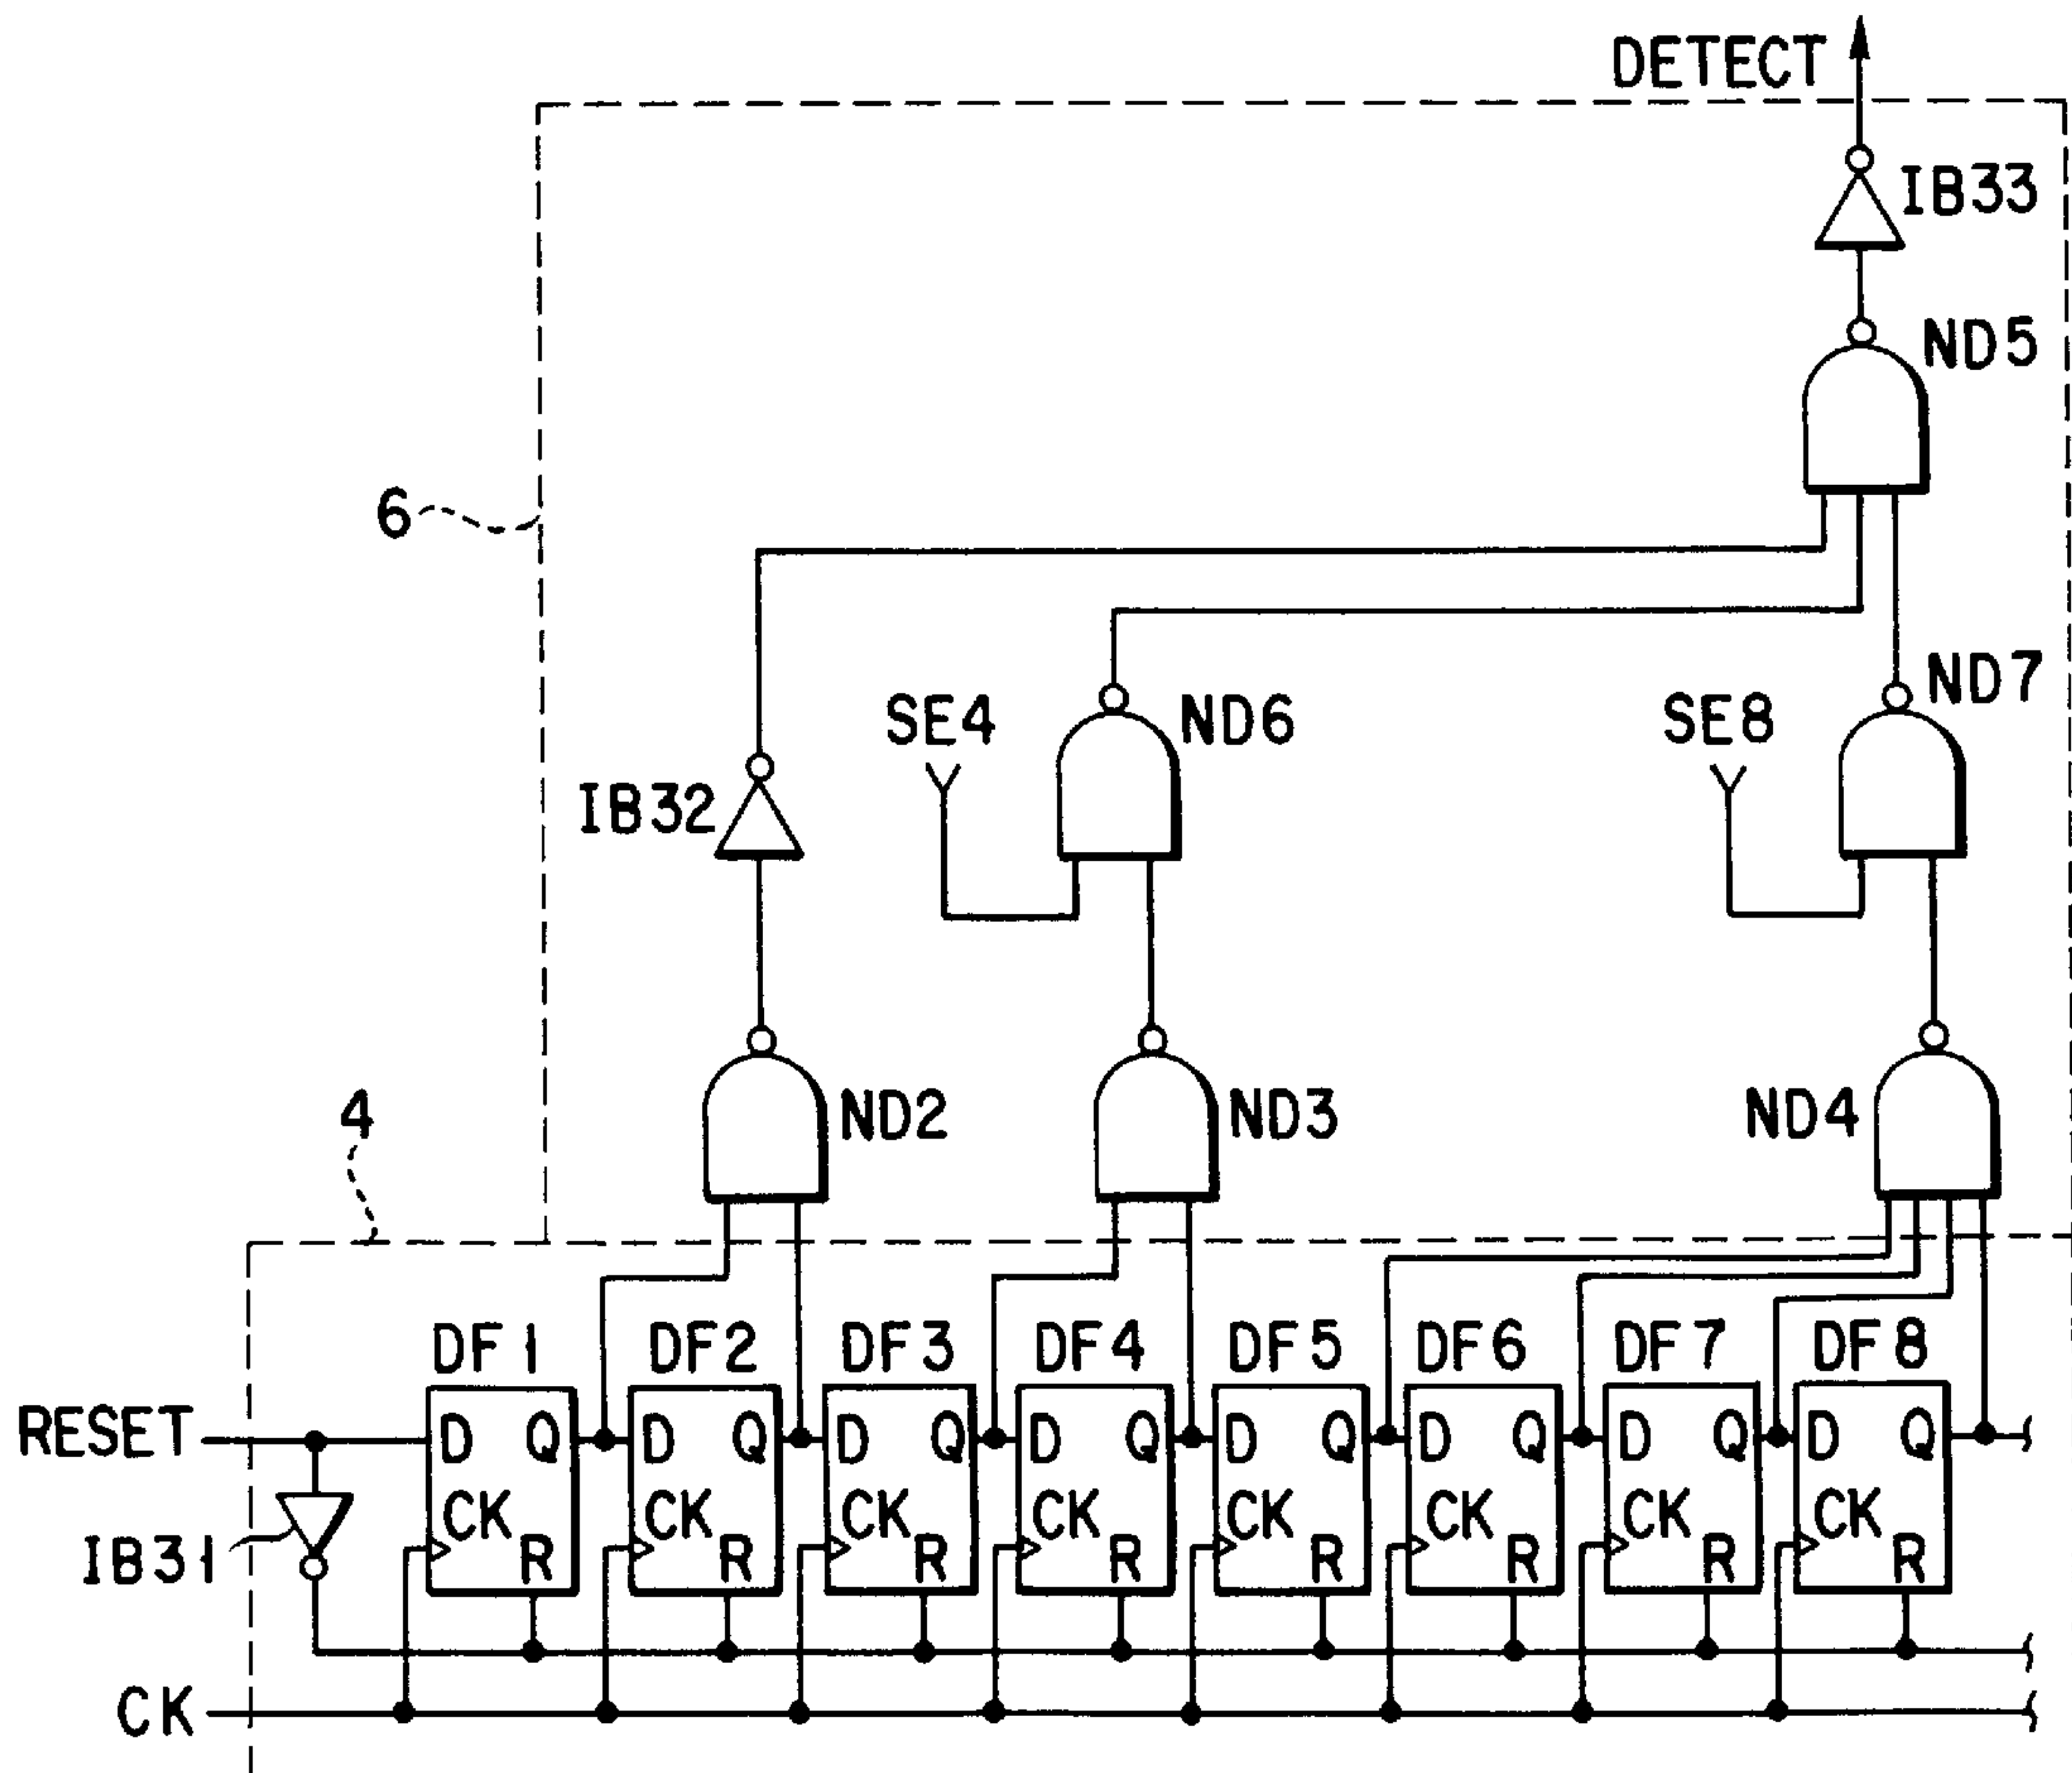 DETECT
IB33
ND5
6
ND7
SE4
ND6
SE8
IB32
4
ND2
ND3
ND4
DF1
DF2
DF3
DF4
DF5
DF6
DF7
DF8
RESET
D Q
D Q
D Q
D Q
D Q
D Q
D Q
D Q
CK
CK
CK
CK
CK
CK
CK
CK
IB31
R
R
R
R
R
R
R
R
CK